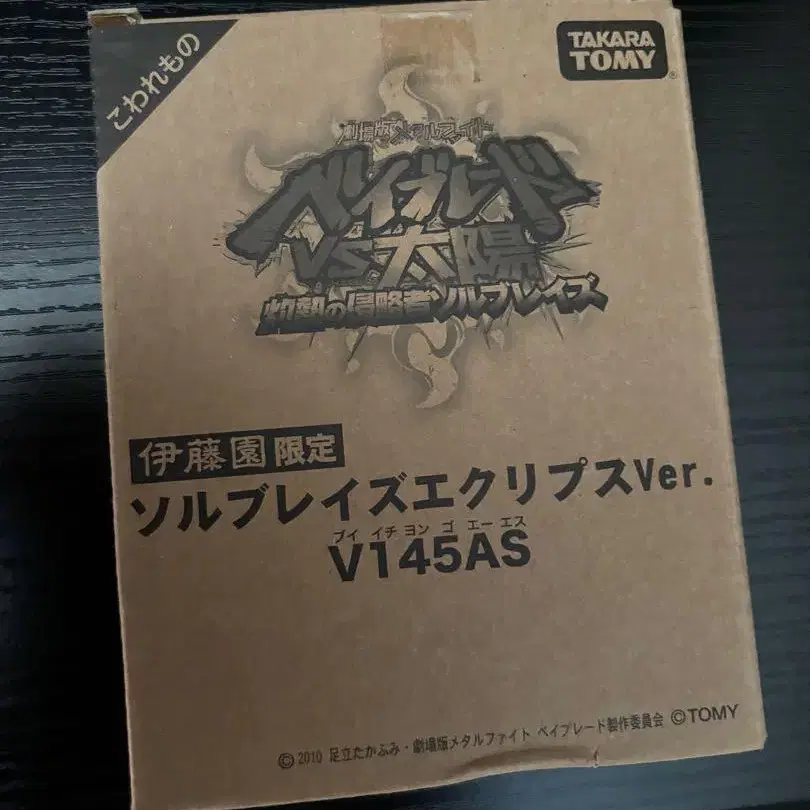 こわれもの
TAKARA
TOMY
劇場版メタルファイト
ベイブレード
VS太陽
灼熱の侵略者ソルブレイズ
伊藤園限定
ソルブレイズエクリプスVer.
ブイ イチ ヨン ゴ エー エス
V145AS
© 2010 足立たかふみ・劇場版メタルファイト ベイブレード製作委員会 ©TOMY